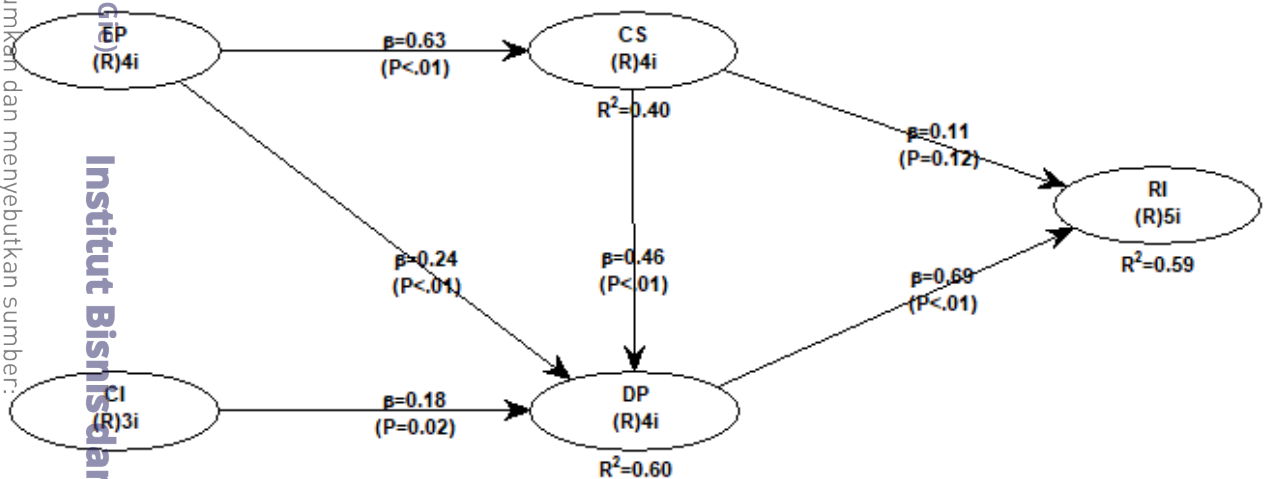 EP
(R)4i
β=0.63
(P<.01)
CS
(R)4i
R²=0.40
β=0.11
(P=0.12)
RI
(R)5i
R²=0.59
β=0.24
(P<.01)
β=0.46
(P<.01)
β=0.69
(P<.01)
CI
(R)3i
β=0.18
(P=0.02)
DP
(R)4i
R²=0.60
Gie)
Institut Bisnis dan
umkan dan menyebutkan sumber: